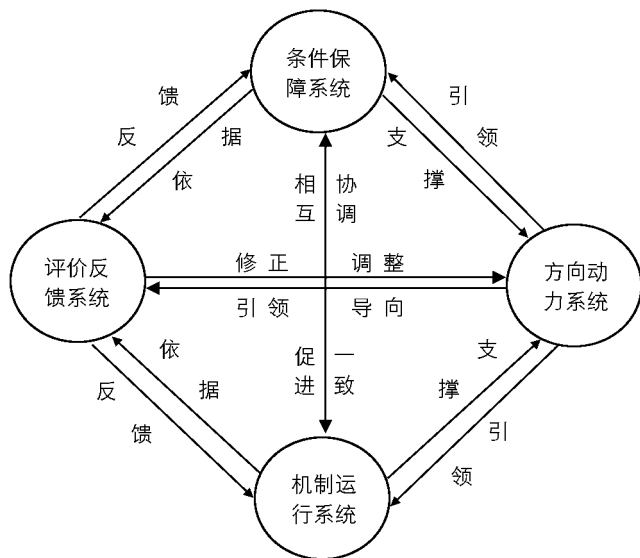 条件保
障系统
反馈
依据
引领
支撑
相互
协调
评价反
馈系统
修正 调整
引领 导向
方向动
力系统
促进
一致
依据
反馈
支撑
引领
机制运
行系统